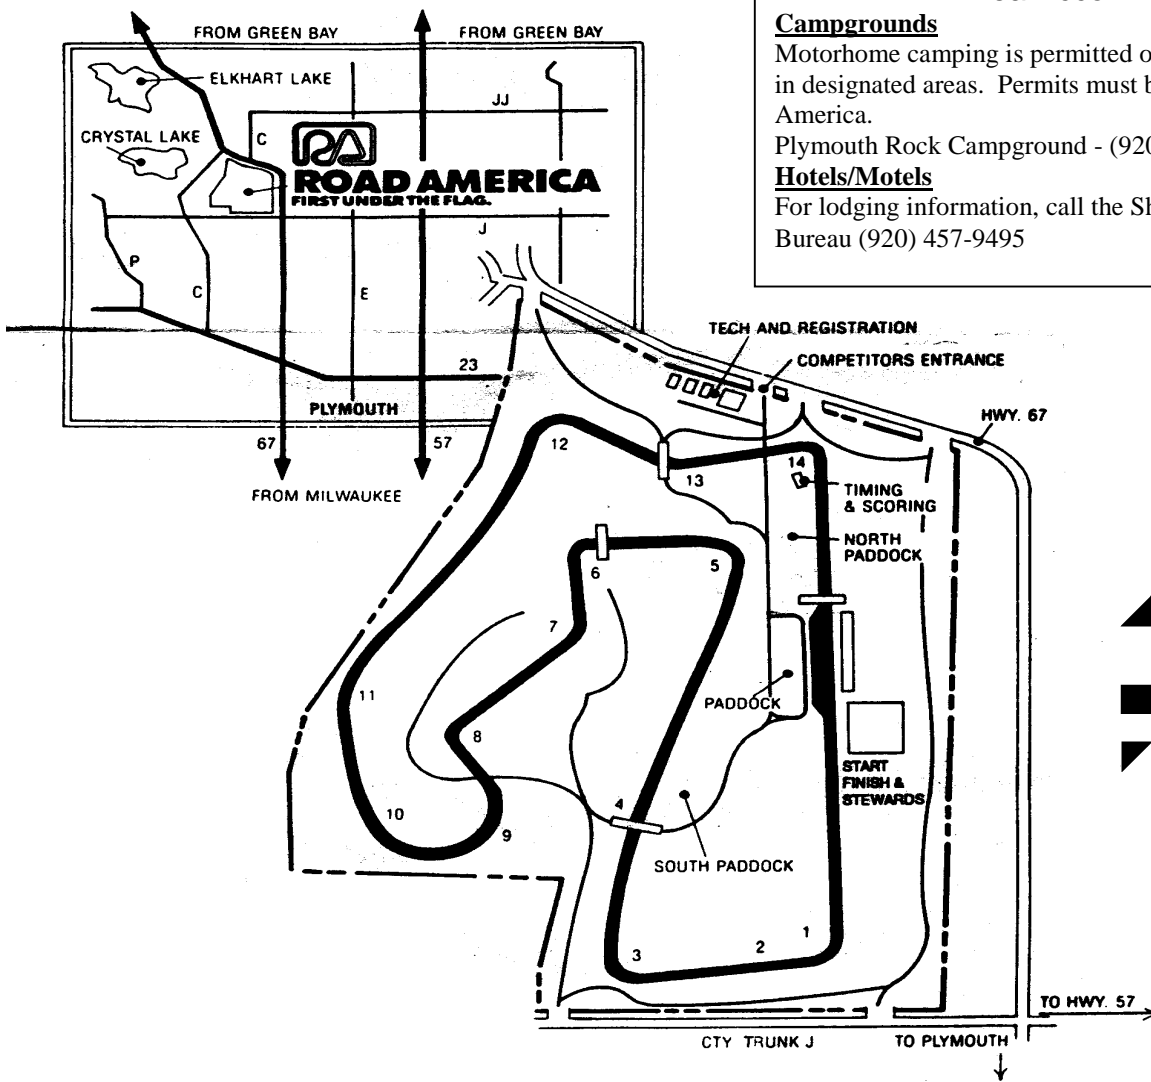 Campgrounds
Motorhome camping is permitted
in designated areas. Permits must
America.
Plymouth Rock Campground - (920
Hotels/Motels
For lodging information, call the
Bureau (920) 457-9495
FROM GREEN BAY
FROM GREEN BAY
ELKHART LAKE
JJ
CRYSTAL LAKE
C
RA
ROAD AMERICA
FIRST UNDER THE FLAG.
J
P
C
E
23
PLYMOUTH
67
57
FROM MILWAUKEE
TECH AND REGISTRATION
COMPETITORS ENTRANCE
HWY. 67
12
13
14
TIMING
& SCORING
NORTH
PADDOCK
6
5
7
11
PADDOCK
8
START
FINISH &
STEWARDS
10
9
4
SOUTH PADDOCK
3
2
1
TO HWY. 57
CTY TRUNK J
TO PLYMOUTH